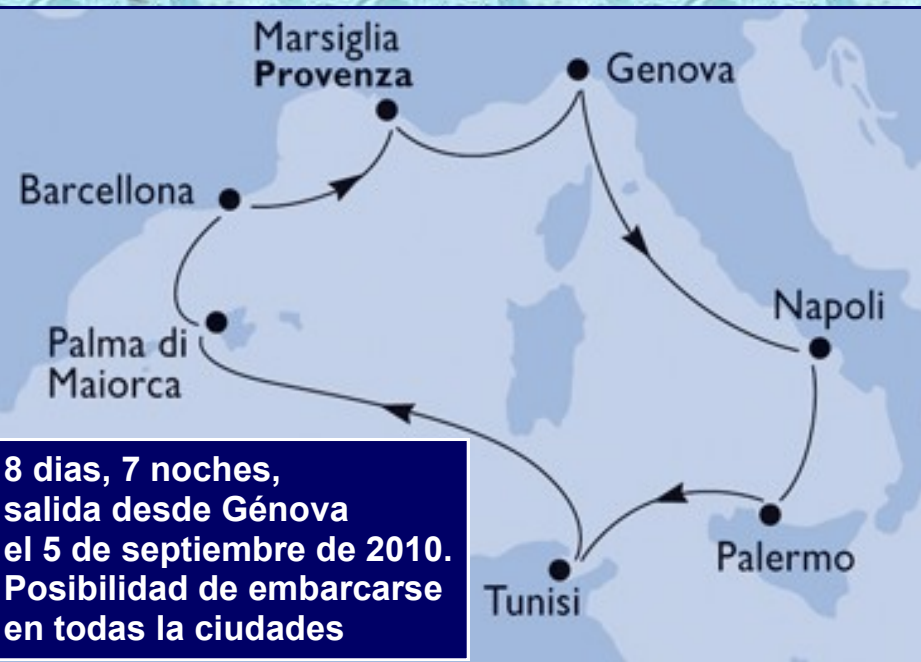 Marsiglia
Provenza
Genova
Barcellona
Napoli
Palma di
Maiorca
8 dias, 7 noches,
salida desde Génova
el 5 de septiembre de 2010.
Posibilidad de embarcarse
en todas la ciudades
Palermo
Tunisi